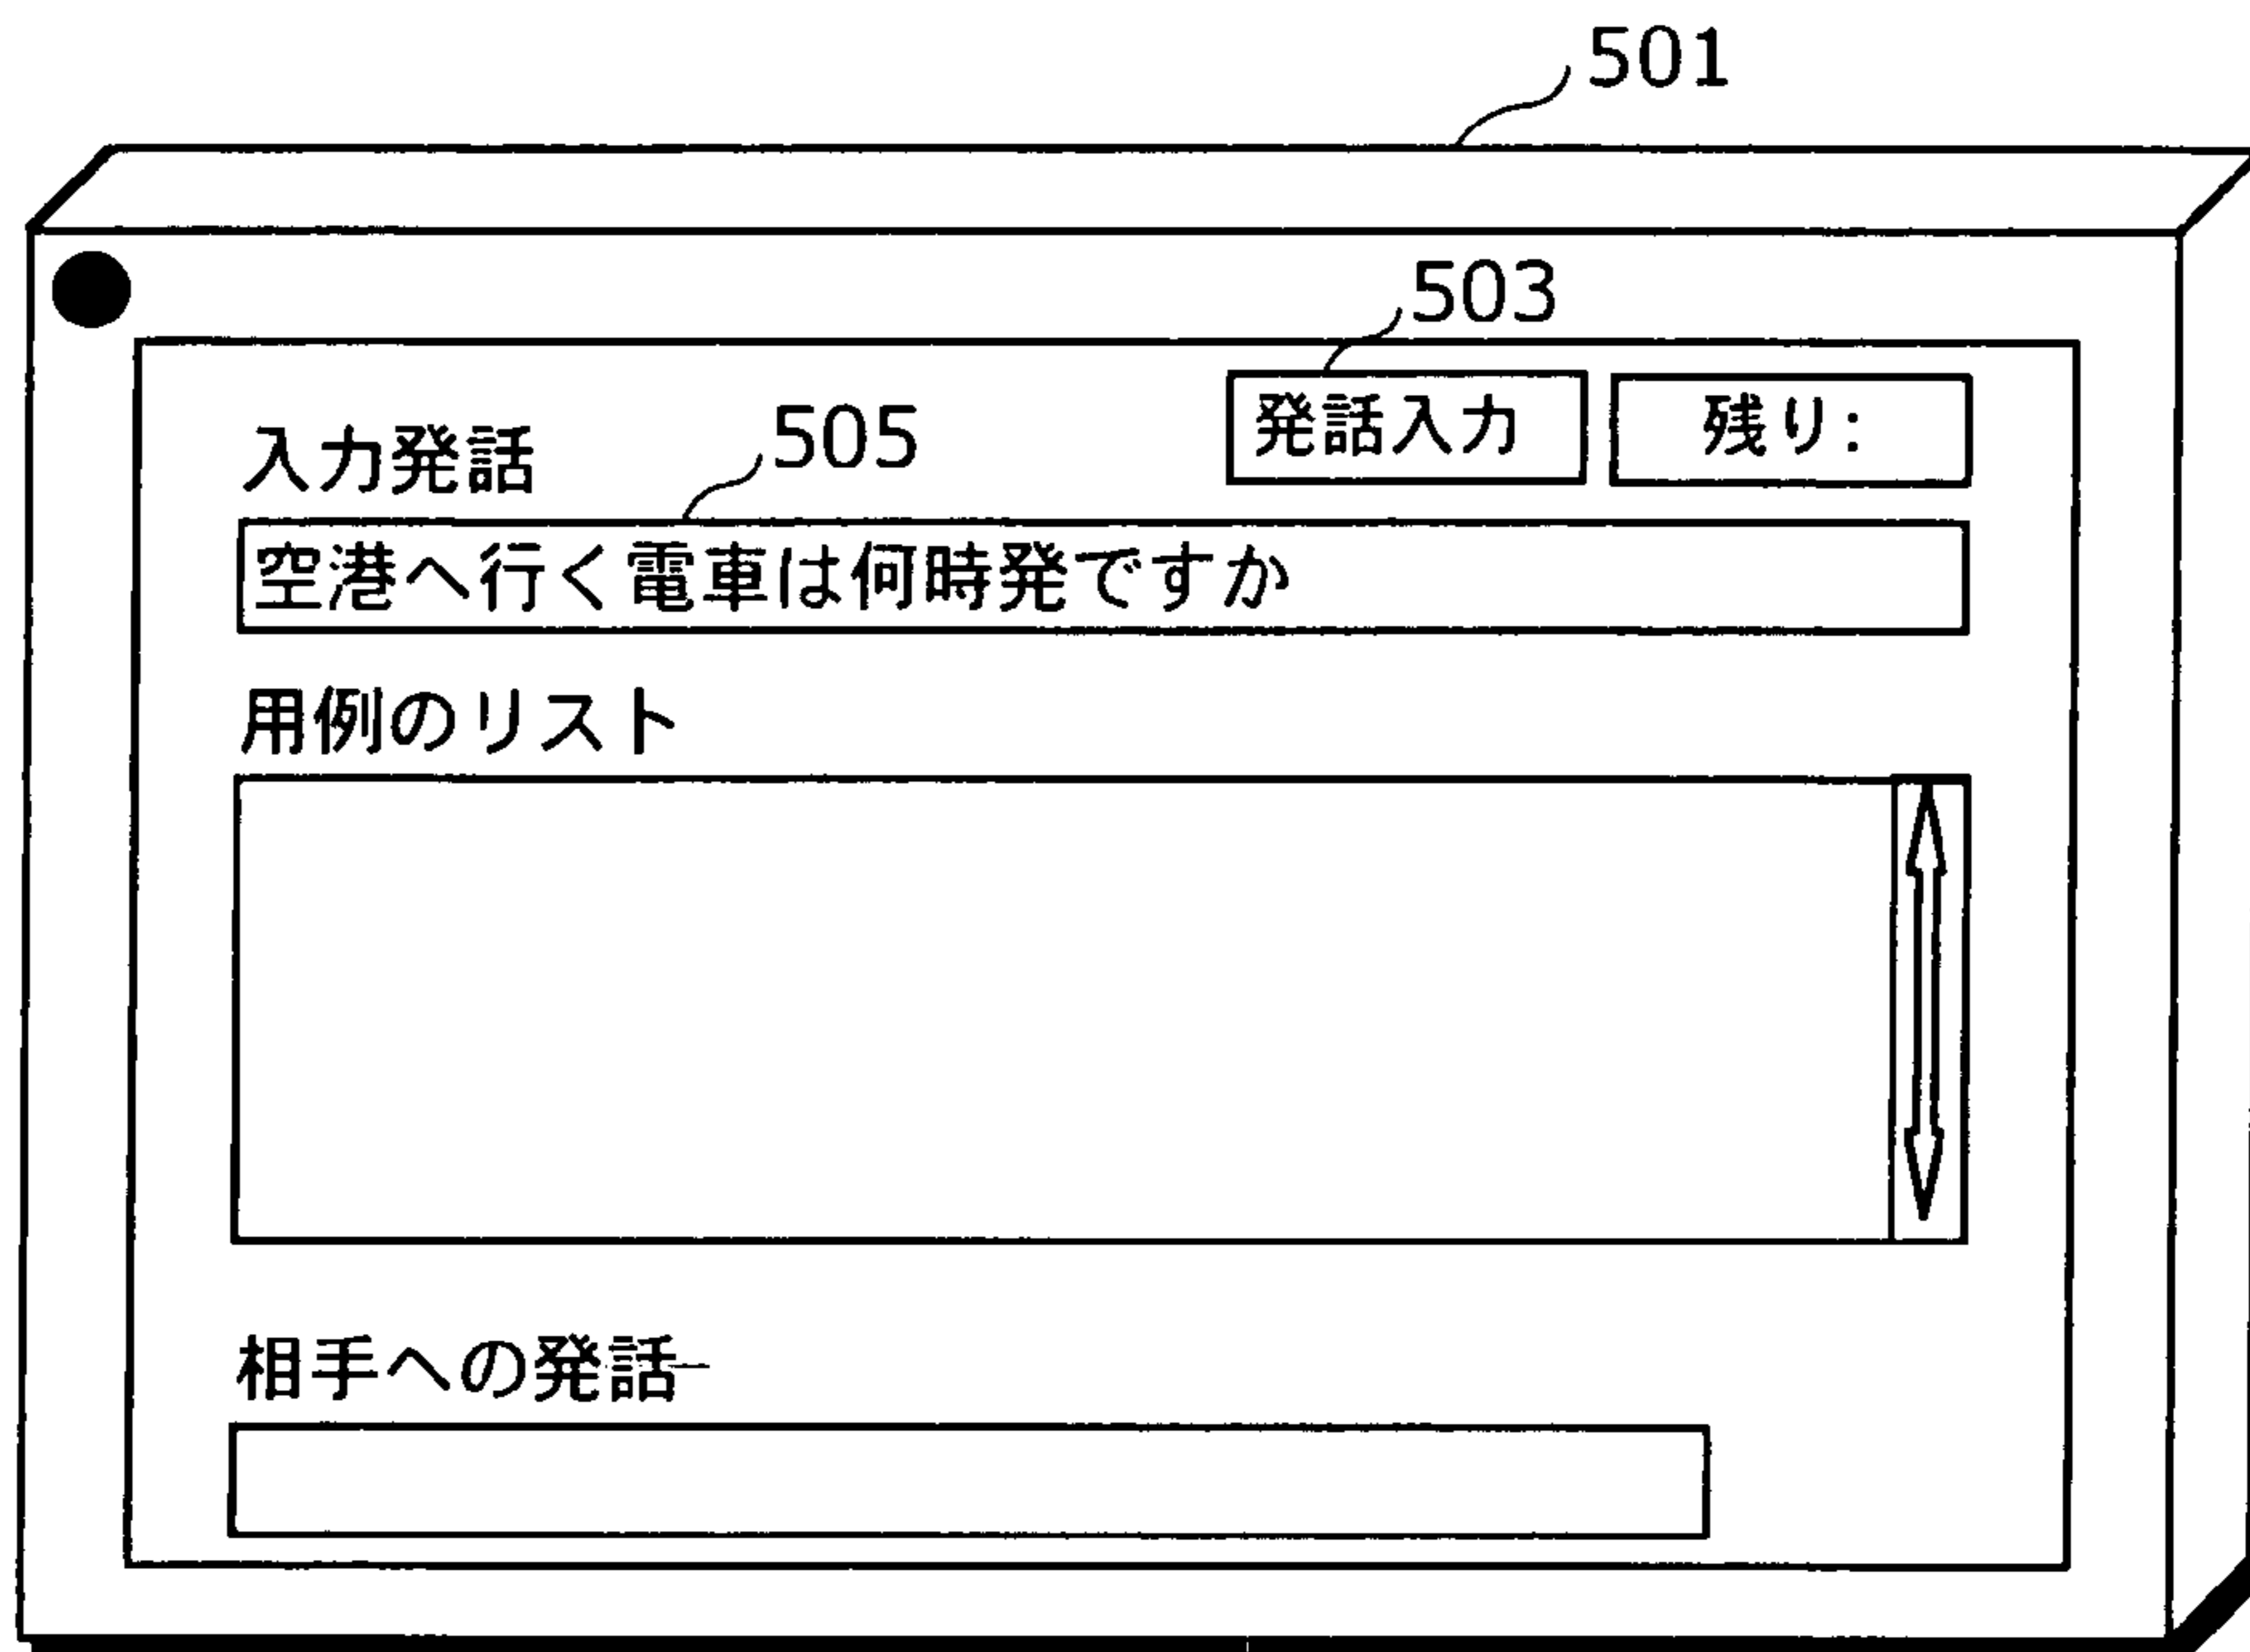 501
503
発話入力 残り:
入力発話 505
空港へ行く電車は何時発ですか
用例のリスト
相手への発話